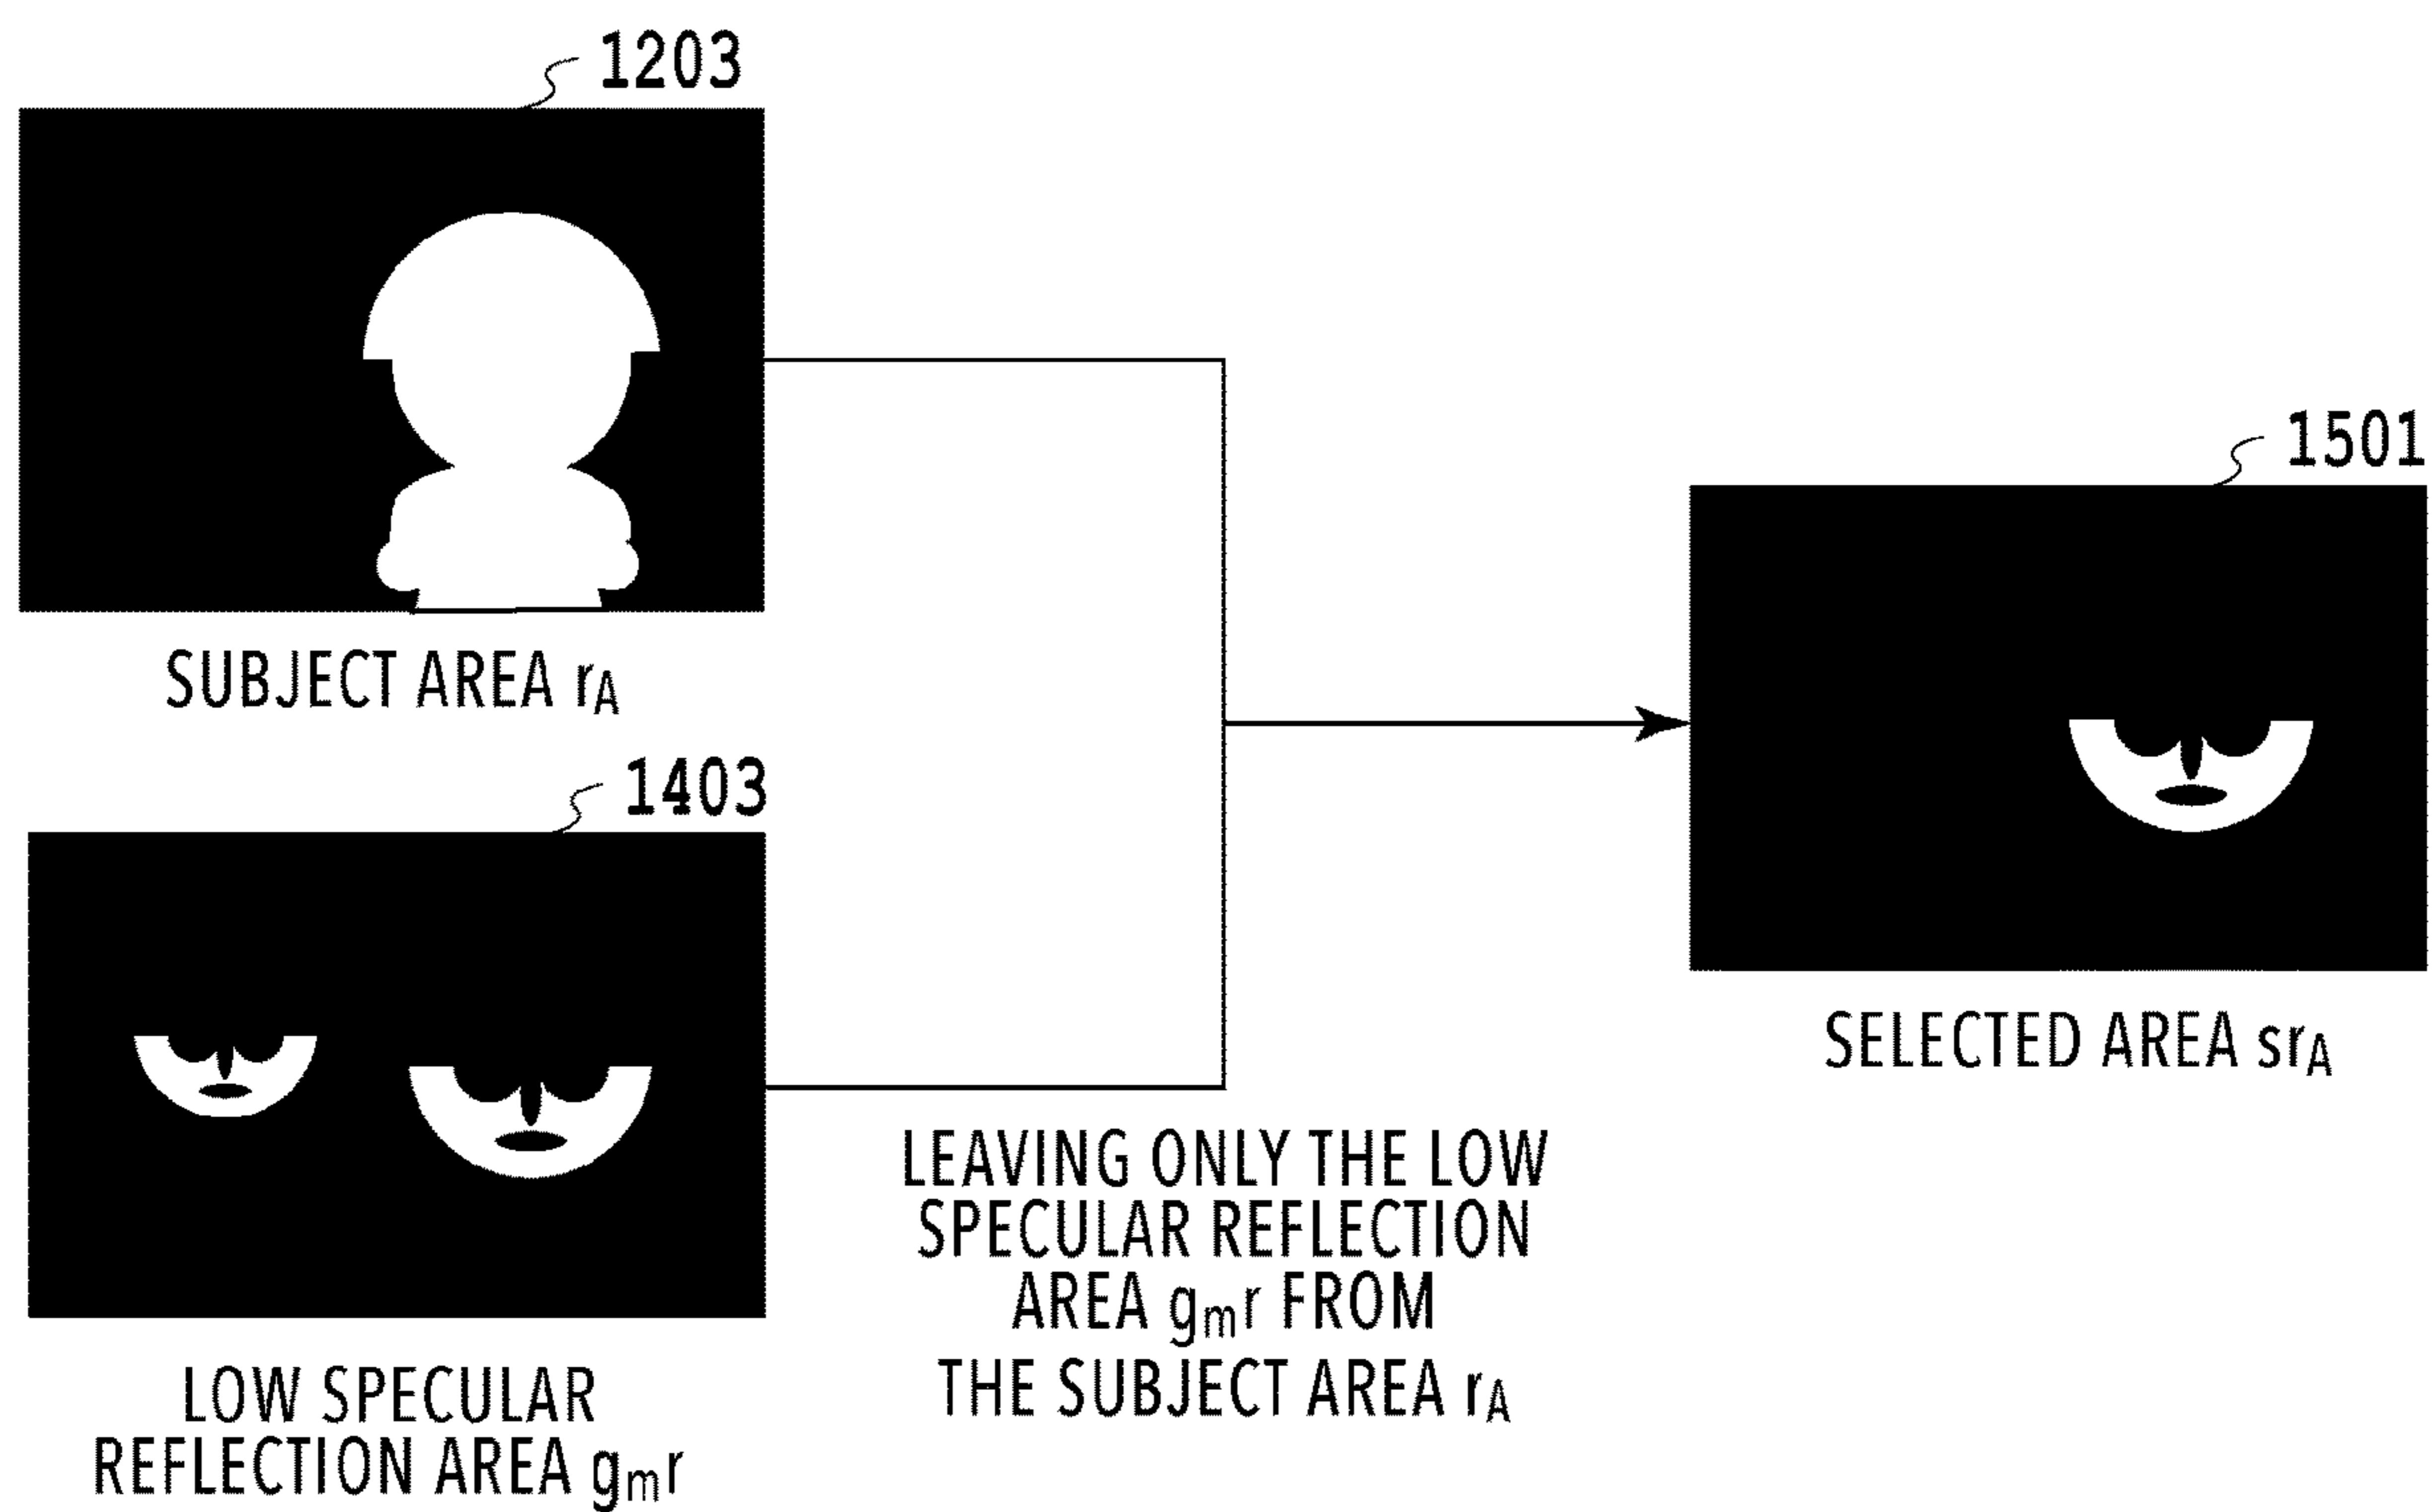 1203
SUBJECT AREA rA
1403
LOW SPECULAR
REFLECTION AREA gmr
LEAVING ONLY THE LOW
SPECULAR REFLECTION
AREA gmr FROM
THE SUBJECT AREA rA
1501
SELECTED AREA srA